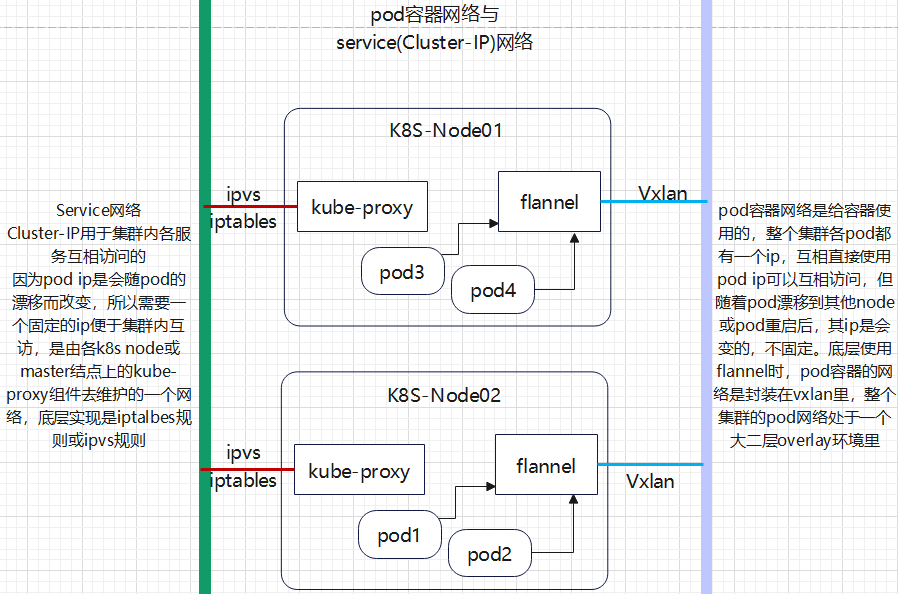 pod容器网络与
service(Cluster-IP)网络
K8S-Node01
ipvs
iptables
kube-proxy
flannel
Vxlan
pod3
pod4
Service网络
Cluster-IP用于集群内各服
务互相访问的
因为pod ip是会随pod的
漂移而改变，所以需要一
个固定的ip便于集群内互
访，是由各k8s node或
master结点上的kube-
proxy组件去维护的一个网
络，底层实现是iptalbes规
则或ipvs规则
pod容器网络是给容器使
用的，整个集群各pod都
有一个ip，互相直接使用
pod ip可以互相访问，但
随着pod漂移到其他node
或pod重启后，其ip是会
变的，不固定。底层使用
flannel时，pod容器的网
络是封装在vxlan里，整个
集群的pod网络处于一个
大二层overlay环境里
K8S-Node02
ipvs
iptables
kube-proxy
flannel
Vxlan
pod1
pod2